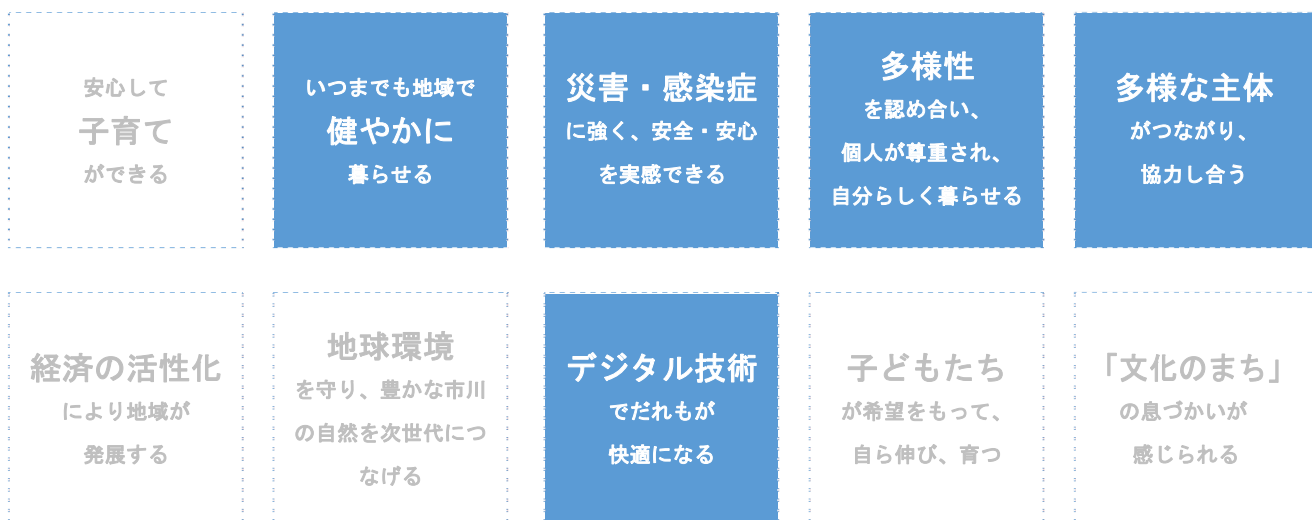 安心して
子育て
ができる
いつまでも地域で
健やかに
暮らせる
災害・感染症
に強く、安全・安心
を実感できる
多様性
を認め合い、
個人が尊重され、
自分らしく暮らせる
多様な主体
がつながり、
協力し合う
経済の活性化
により地域が
発展する
地球環境
を守り、豊かな市川
の自然を次世代につ
なげる
デジタル技術
でだれもが
快適になる
子どもたち
が希望をもって、
自ら伸び、育つ
「文化のまち」
の息づかいが
感じられる